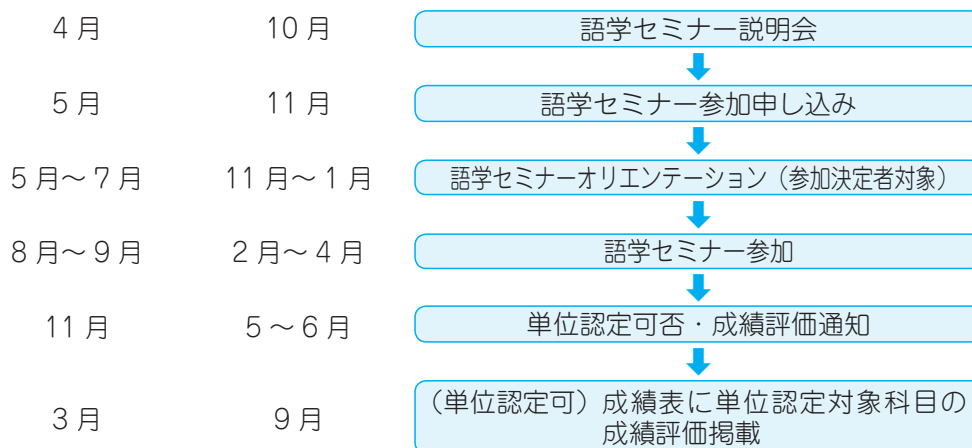 4月 10月 語学セミナー説明会
5月 11月 語学セミナー参加申し込み
5月～7月 11月～1月 語学セミナーオリエンテーション（参加決定者対象）
8月～9月 2月～4月 語学セミナー参加
11月 5～6月 単位認定可否・成績評価通知
3月 9月 （単位認定可）成績表に単位認定対象科目の
成績評価掲載